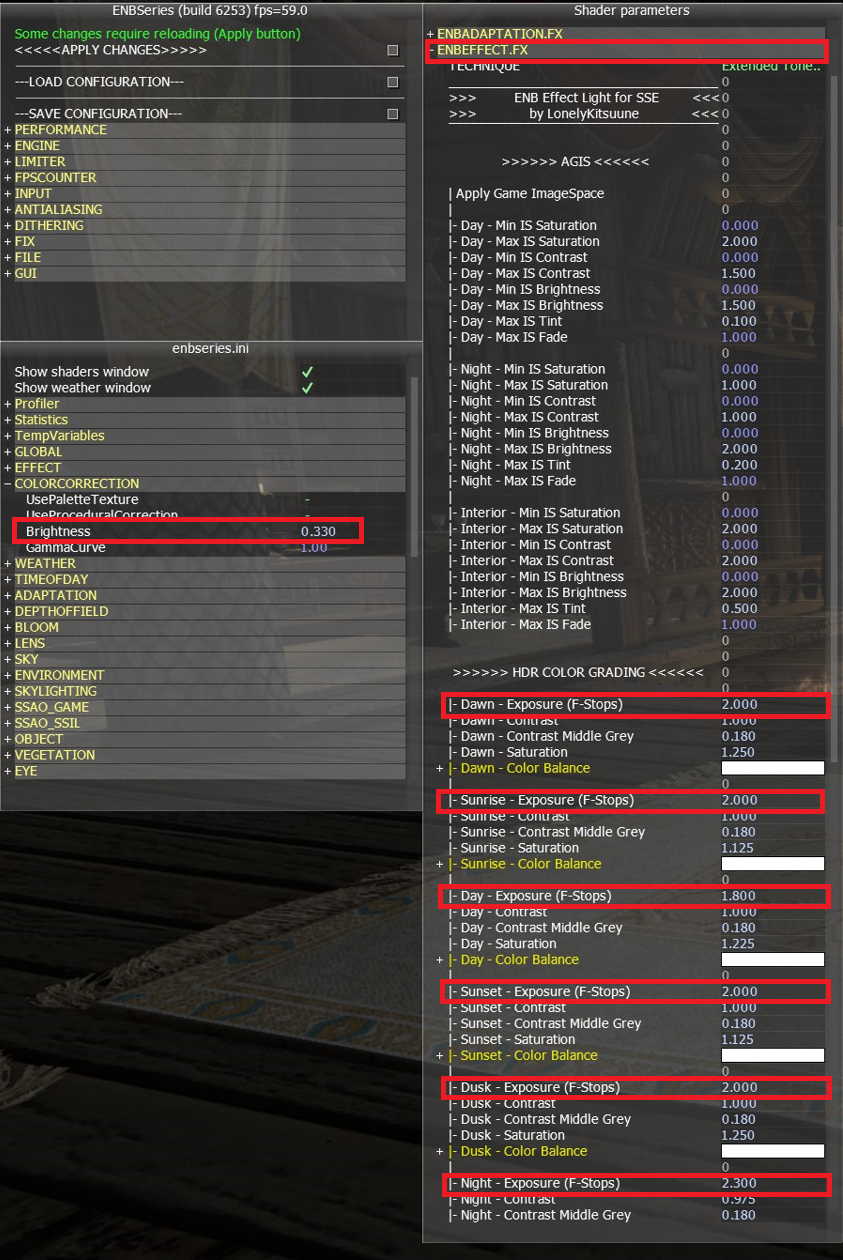 ENBSeries (build 6253) fps=59.0
Some changes require reloading (Apply button)
<<<<<APPLY CHANGES>>>>>
---LOAD CONFIGURATION---
---SAVE CONFIGURATION---
+ PERFORMANCE
+ ENGINE
+ LIMITER
+ FPSCOUNTER
+ INPUT
+ ANTIALIASING
+ DITHERING
+ FIX
+ FILE
+ GUI
enbseries.ini
Show shaders window ✓
Show weather window ✓
+ Profiler
+ Statistics
+ TempVariables
+ GLOBAL
+ EFFECT
− COLORCORRECTION
UsePaletteTexture -
UseProceduralCorrection -
Brightness 0.330
GammaCurve 1.00
+ WEATHER
+ TIMEOFDAY
+ ADAPTATION
+ DEPTHOFFIELD
+ BLOOM
+ LENS
+ SKY
+ ENVIRONMENT
+ SKYLIGHTING
+ SSAO_GAME
+ SSAO_SSIL
+ OBJECT
+ VEGETATION
+ EYE
Shader parameters
+ ENBADAPTATION.FX
- ENBEFFECT.FX
TECHNIQUE Extended Tone..
0
>>> ENB Effect Light for SSE <<< 0
>>> by LonelyKitsuune <<< 0
0
0
>>>>>> AGIS <<<<<< 0
0
| Apply Game ImageSpace 0
| 0
|- Day - Min IS Saturation 0.000
|- Day - Max IS Saturation 2.000
|- Day - Min IS Contrast 0.000
|- Day - Max IS Contrast 1.500
|- Day - Min IS Brightness 0.000
|- Day - Max IS Brightness 1.500
|- Day - Max IS Tint 0.100
|- Day - Max IS Fade 1.000
| 0
|- Night - Min IS Saturation 0.000
|- Night - Max IS Saturation 1.000
|- Night - Min IS Contrast 0.000
|- Night - Max IS Contrast 1.000
|- Night - Min IS Brightness 0.000
|- Night - Max IS Brightness 2.000
|- Night - Max IS Tint 0.200
|- Night - Max IS Fade 1.000
| 0
|- Interior - Min IS Saturation 0.000
|- Interior - Max IS Saturation 2.000
|- Interior - Min IS Contrast 0.000
|- Interior - Max IS Contrast 2.000
|- Interior - Min IS Brightness 0.000
|- Interior - Max IS Brightness 2.000
|- Interior - Max IS Tint 0.500
|- Interior - Max IS Fade 1.000
0
0
>>>>>> HDR COLOR GRADING <<<<<< 0
0
|- Dawn - Exposure (F-Stops) 2.000
|- Dawn - Contrast 1.000
|- Dawn - Contrast Middle Grey 0.180
|- Dawn - Saturation 1.250
+ |- Dawn - Color Balance
| 0
|- Sunrise - Exposure (F-Stops) 2.000
|- Sunrise - Contrast 1.000
|- Sunrise - Contrast Middle Grey 0.180
|- Sunrise - Saturation 1.125
+ |- Sunrise - Color Balance
| 0
|- Day - Exposure (F-Stops) 1.800
|- Day - Contrast 1.000
|- Day - Contrast Middle Grey 0.180
|- Day - Saturation 1.225
+ |- Day - Color Balance
| 0
|- Sunset - Exposure (F-Stops) 2.000
|- Sunset - Contrast 1.000
|- Sunset - Contrast Middle Grey 0.180
|- Sunset - Saturation 1.125
+ |- Sunset - Color Balance
| 0
|- Dusk - Exposure (F-Stops) 2.000
|- Dusk - Contrast 1.000
|- Dusk - Contrast Middle Grey 0.180
|- Dusk - Saturation 1.250
+ |- Dusk - Color Balance
| 0
|- Night - Exposure (F-Stops) 2.300
|- Night - Contrast 0.975
|- Night - Contrast Middle Grey 0.180